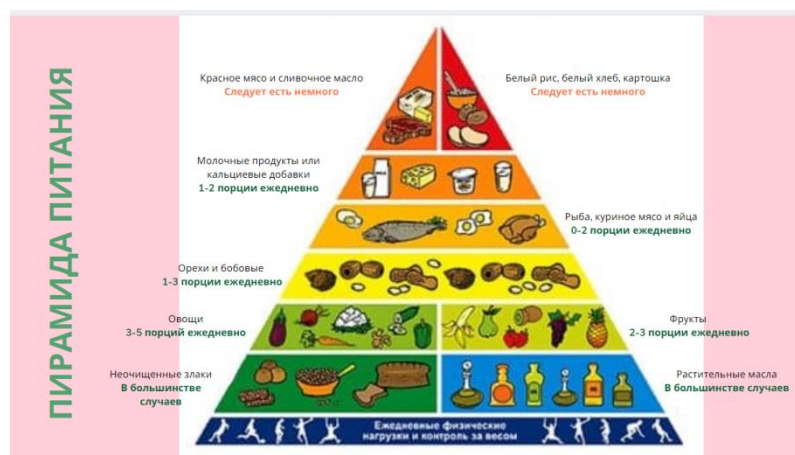 ПИРАМИДА ПИТАНИЯ
Красное мясо и сливочное масло
Следует есть немного
Белый рис, белый хлеб, картошка
Следует есть немного
Молочные продукты или
кальциевые добавки
1-2 порции ежедневно
Рыба, куриное мясо и яйца
0-2 порции ежедневно
Орехи и бобовые
1-3 порции ежедневно
Овощи
3-5 порций ежедневно
Фрукты
2-3 порции ежедневно
Неочищенные злаки
В большинстве
случаев
Растительные масла
В большинстве случаев
Ежедневные физические
нагрузки и контроль за весом